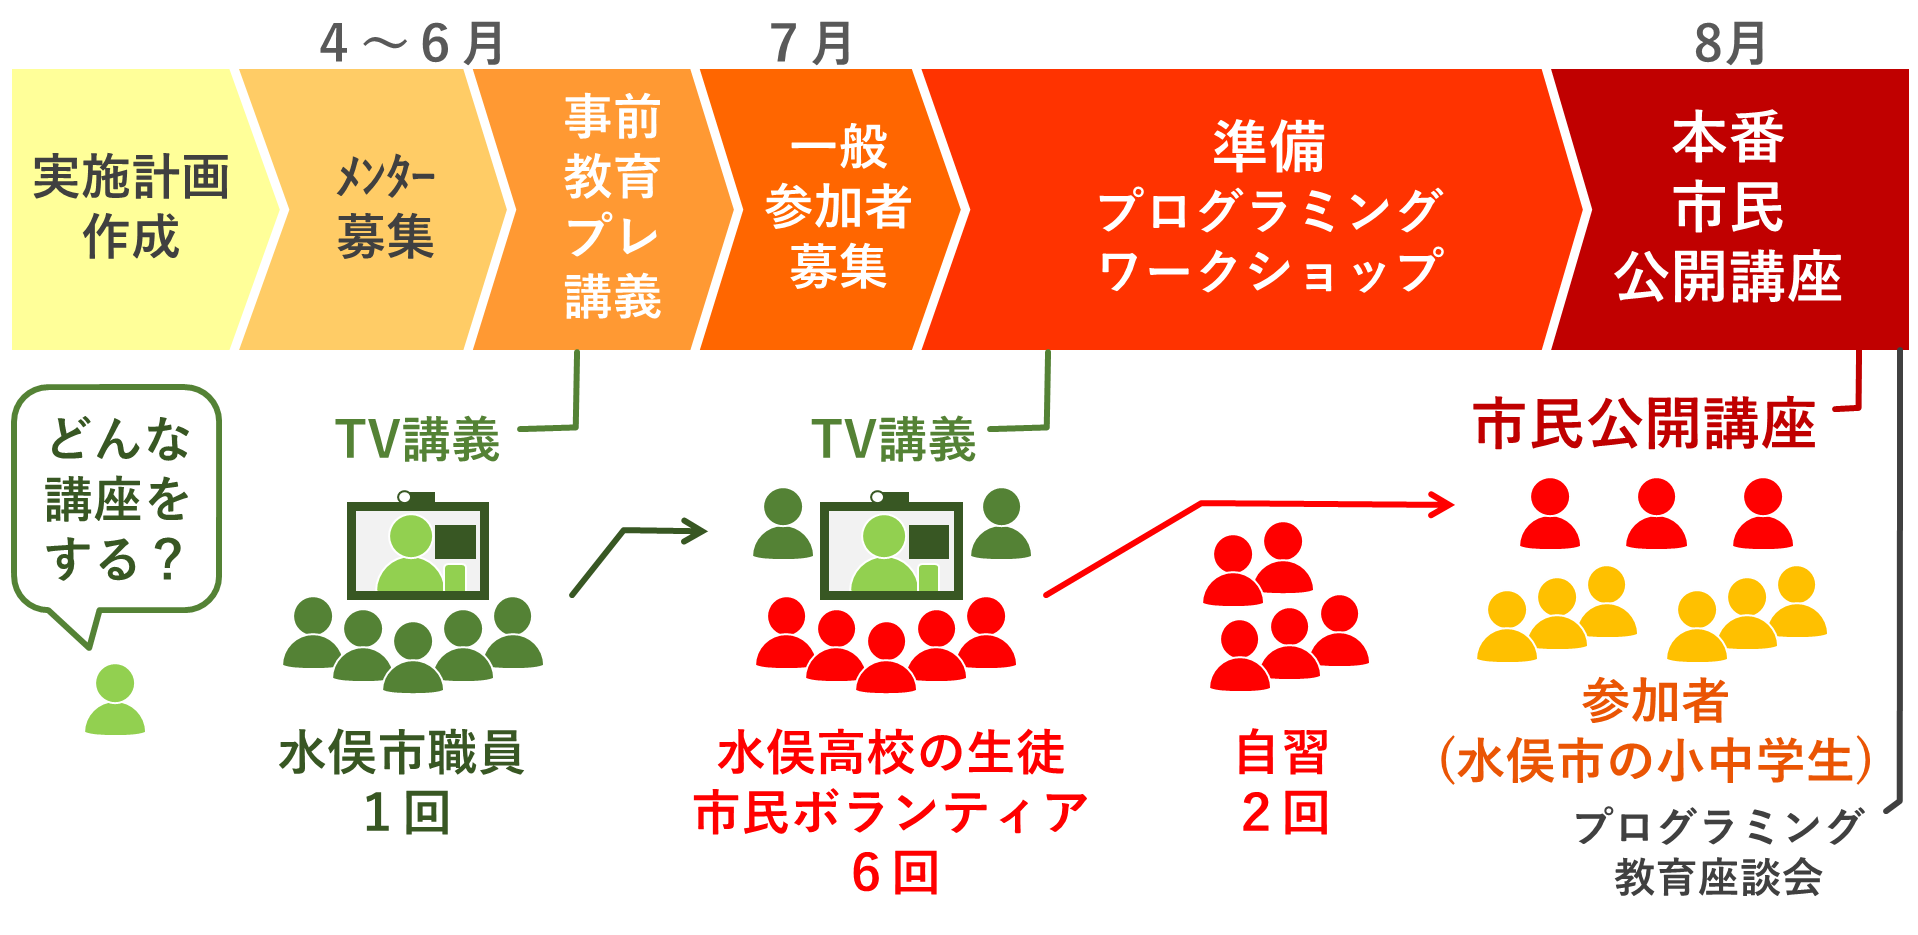 4～6月
7月
8月
実施計画
作成
ﾒﾝﾀｰ
募集
事前
教育
プレ
講義
一般
参加者
募集
準備
プログラミング
ワークショップ
本番
市民
公開講座
どんな
講座を
する？
TV講義
水俣市職員
1回
TV講義
水俣高校の生徒
市民ボランティア
6回
自習
2回
市民公開講座
参加者
（水俣市の小中学生）
プログラミング
教育座談会